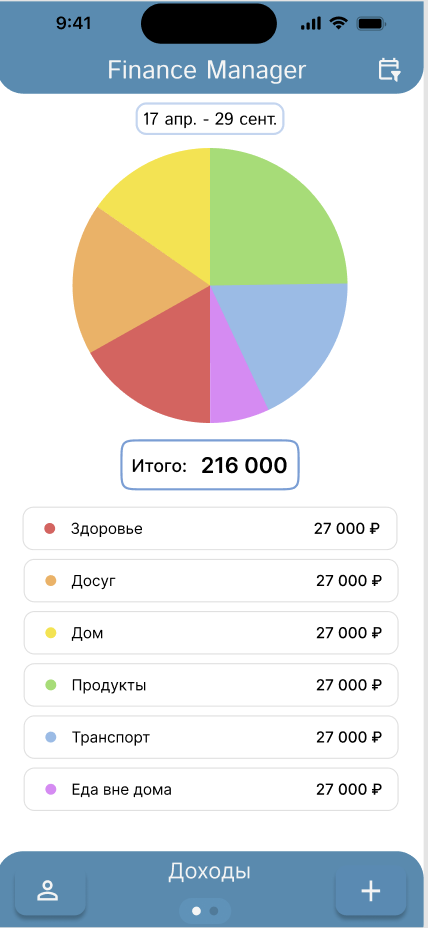 9:41
Finance Manager
17 апр. - 29 сент.
Итого: 216 000
Здоровье 27 000 ₽
Досуг 27 000 ₽
Дом 27 000 ₽
Продукты 27 000 ₽
Транспорт 27 000 ₽
Еда вне дома 27 000 ₽
Доходы